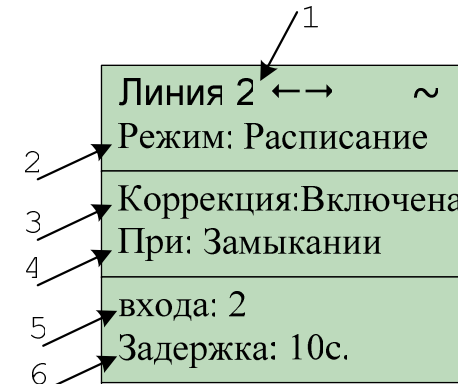 1
Линия 2 ←→ ~
2 Режим: Расписание
3 Коррекция:Включена
4 При: Замыкании
5 входа: 2
6 Задержка: 10с.